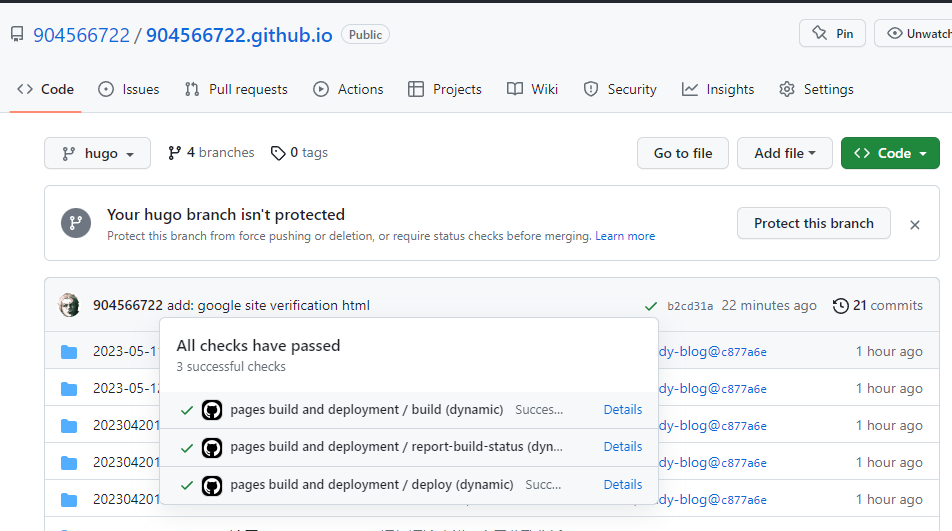 904566722 / 904566722.github.io Public Pin Unwatch
Code Issues Pull requests Actions Projects Wiki Security Insights Settings
hugo 4 branches 0 tags Go to file Add file Code
Your hugo branch isn't protected
Protect this branch from force pushing or deletion, or require status checks before merging. Learn more
Protect this branch
904566722 add: google site verification html b2cd31a 22 minutes ago 21 commits
All checks have passed
3 successful checks
pages build and deployment / build (dynamic) Succes... Details
pages build and deployment / report-build-status (dyn... Details
pages build and deployment / deploy (dynamic) Succ... Details
2023-05-11 dy-blog@c877a6e 1 hour ago
2023-05-12 dy-blog@c877a6e 1 hour ago
202304201 dy-blog@c877a6e 1 hour ago
202304201 dy-blog@c877a6e 1 hour ago
202304201 dy-blog@c877a6e 1 hour ago